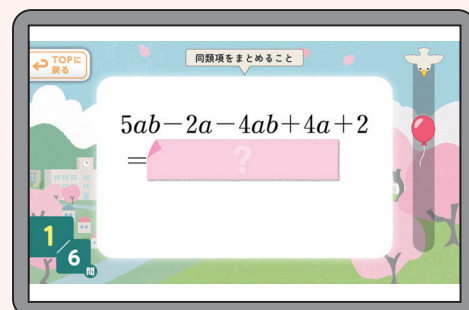 TOPに
戻る
同類項をまとめること
5ab−2a−4ab+4a+2
=
?
1/6問